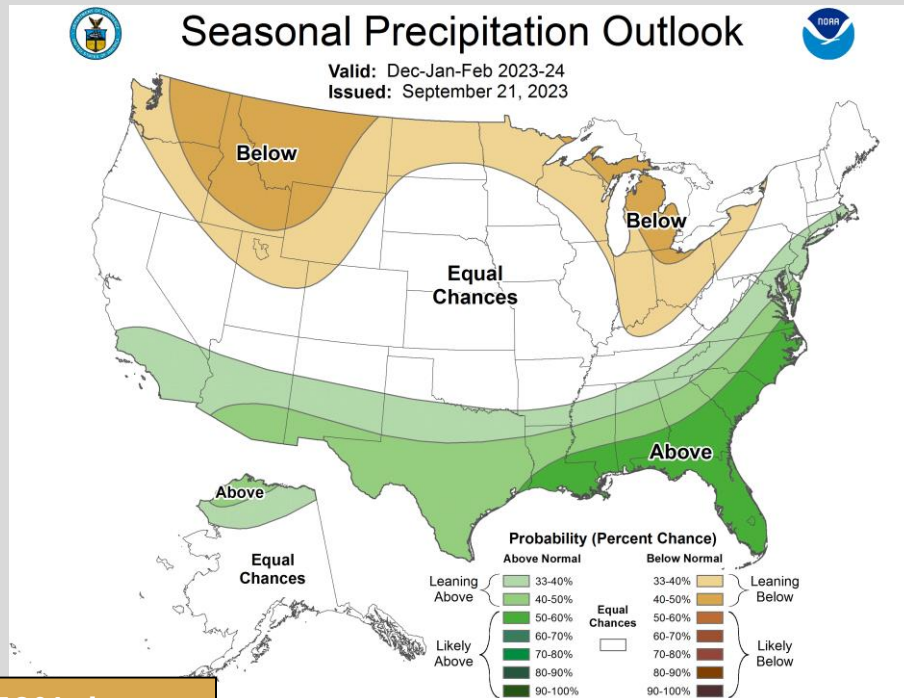 Seasonal Precipitation Outlook
NOAA
Valid: Dec-Jan-Feb 2023-24
Issued: September 21, 2023
Below
Below
Equal
Chances
Above
Above
Equal
Chances
Probability (Percent Chance)
Above Normal
Below Normal
Leaning
Above
33-40%
40-50%
Likely
Above
50-60%
60-70%
70-80%
80-90%
90-100%
Equal
Chances
33-40%
40-50%
Leaning
Below
50-60%
60-70%
70-80%
80-90%
90-100%
Likely
Below